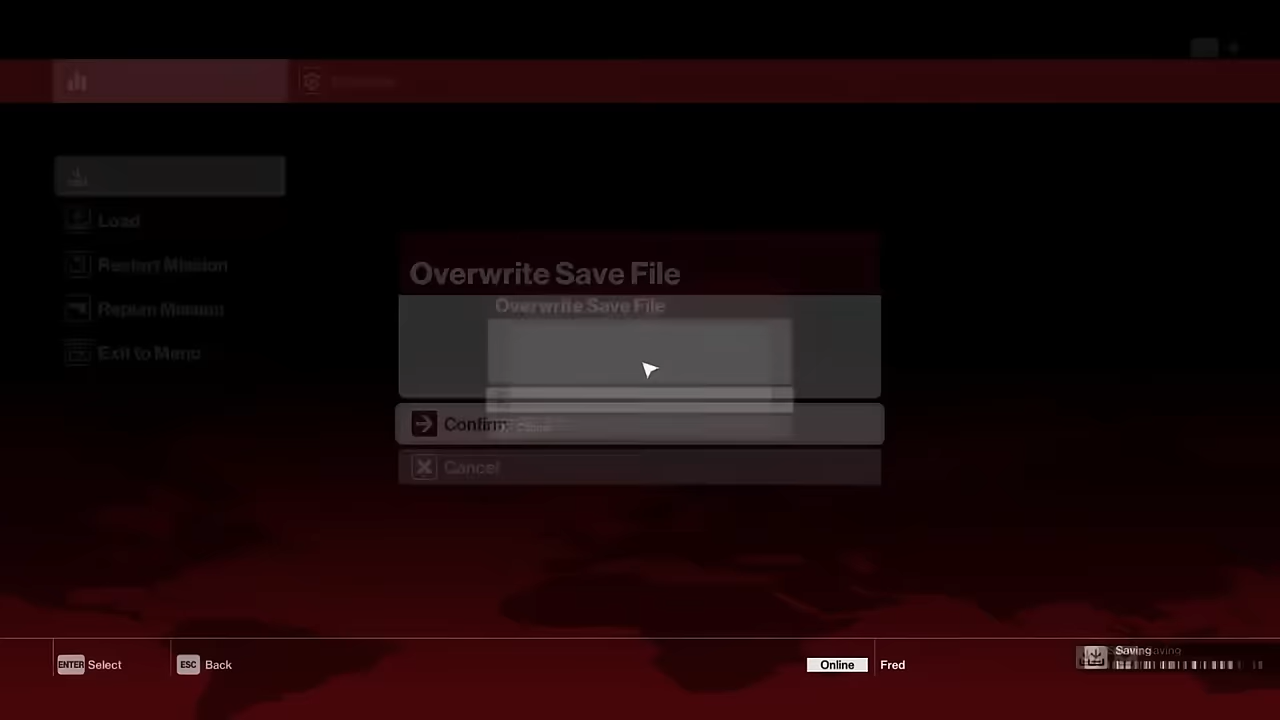 Load
Restart Mission
Replan Mission
Exit to Menu
Overwrite Save File
Overwrite Save File
Confirm
Cancel
Cancel
ENTER Select
ESC Back
Online
Fred
Saving